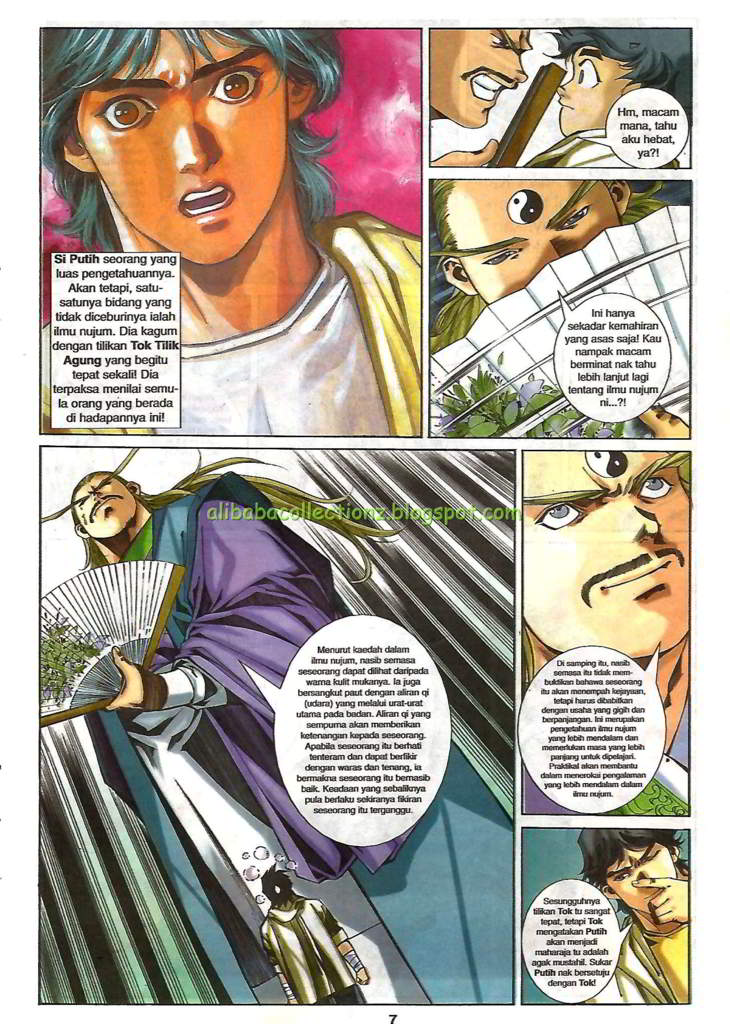 Si Putih seorang yang
luas pengetahuannya.
Akan tetapi, satu-
satunya bidang yang
tidak diceburinya ialah
ilmu nujum. Dia kagum
dengan tilikan Tok Tilik
Agung yang begitu
tepat sekali! Dia
terpaksa menilai semu-
la orang yang berada
di hadapannya ini!
Hm, macam
mana, tahu
aku hebat,
ya?!
Ini hanya
sekadar kemahiran
yang asas saja! Kau
nampak macam
berminat nak tahu
lebih lanjut lagi
tentang ilmu nujum
ni...?!
alibabacollectionz.blogspot.com
Menurut kaedah dalam
ilmu nujum, nasib semasa
seseorang dapat dilihat daripada
warna kulit mukanya. Ia juga
bersangkut paut dengan aliran qi
(udara) yang melalui urat-urat
utama pada badan. Aliran qi yang
sempurna akan memberikan
ketenangan kepada seseorang.
Apabila seseorang itu berhati
tenteram dan dapat berfikir
dengan waras dan tenang, ia
bermakna seseorang itu bernasib
baik. Keadaan yang sebaliknya
pula berlaku sekiranya fikiran
seseorang itu terganggu.
Di samping itu, nasib
semasa itu tidak mem-
buktikan bahawa seseorang
itu akan menempah kejayaan,
tetapi harus dibabitkan
dengan usaha yang gigih dan
berpanjangan. Ini merupakan
pengetahuan ilmu nujum
yang lebih mendalam dan
memerlukan masa yang lebih
panjang untuk dipelajari.
Praktikal akan membantu
dalam menerokai pengalaman
yang lebih mendalam dalam
ilmu nujum.
Sesungguhnya
tilikan Tok tu sangat
tepat, tetapi Tok
mengatakan Putih
akan menjadi
maharaja tu adalah
agak mustahil. Sukar
Putih nak bersetuju
dengan Tok!
7